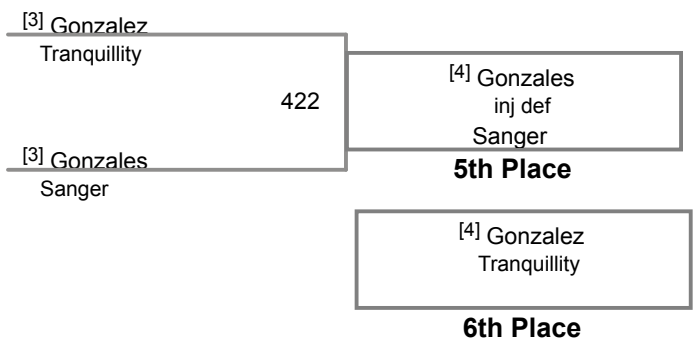 [3] Gonzalez
Tranquillity
422
[3] Gonzales
Sanger
[4] Gonzales
inj def
Sanger
5th Place
[4] Gonzalez
Tranquillity
6th Place